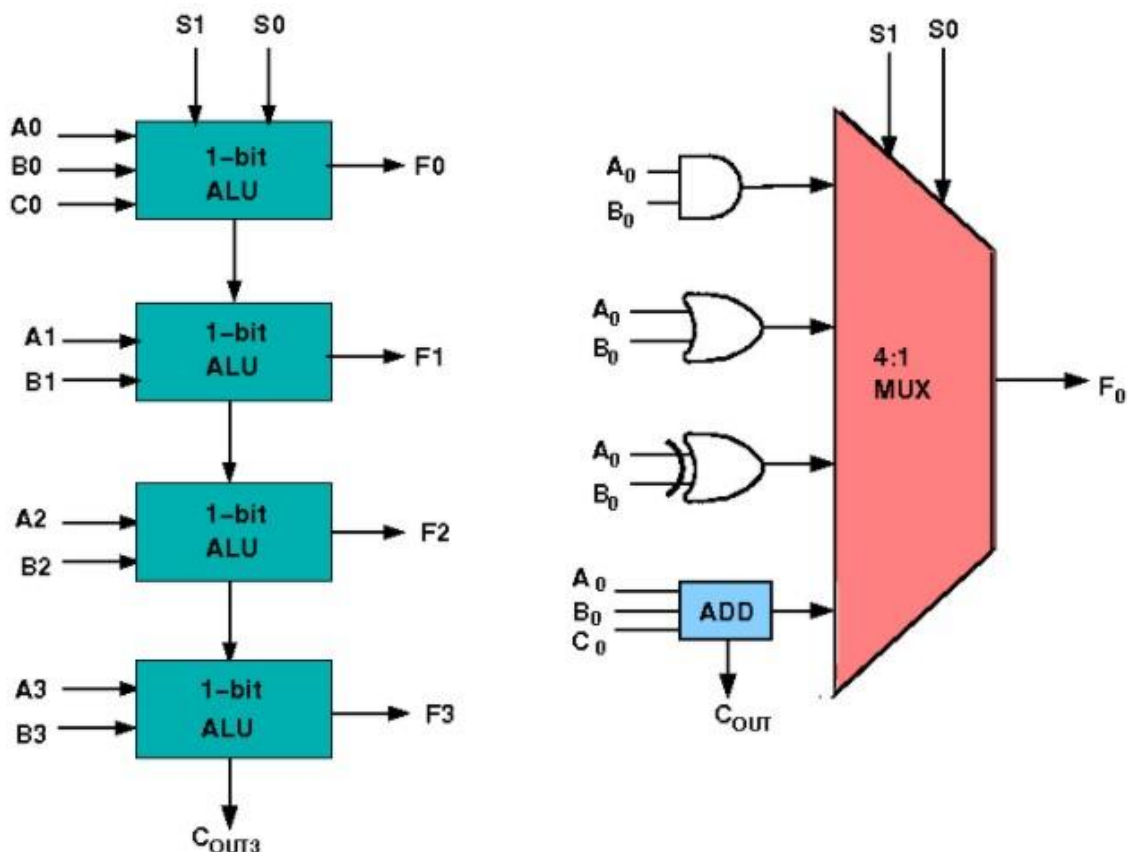 S1 S0
A0
B0
C0
1-bit
ALU
F0
A1
B1
1-bit
ALU
F1
A2
B2
1-bit
ALU
F2
A3
B3
1-bit
ALU
F3
COUT3
S1 S0
A0
B0
A0
B0
A0
B0
A0
B0
C0
ADD
COUT
4:1
MUX
F0